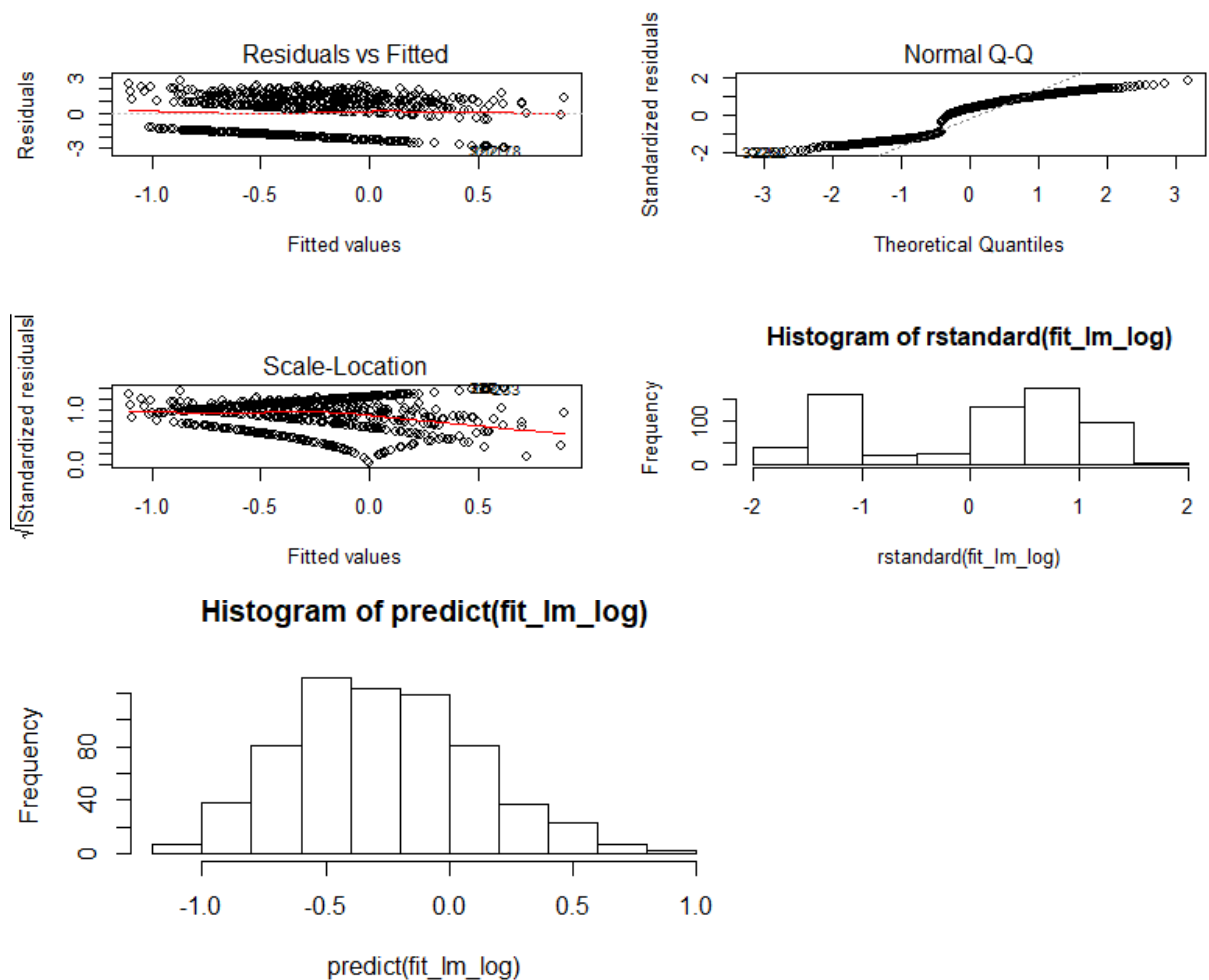 Residuals vs Fitted
Residuals
3
0
-3
-1.0 -0.5 0.0 0.5
Fitted values
Normal Q-Q
Standardized residuals
2
0
-2
-3 -2 -1 0 1 2 3
Theoretical Quantiles
Scale-Location
√|Standardized residuals|
1.0
0.0
-1.0 -0.5 0.0 0.5
Fitted values
Histogram of rstandard(fit_lm_log)
Frequency
100
0
-2 -1 0 1 2
rstandard(fit_lm_log)
Histogram of predict(fit_lm_log)
Frequency
80
40
0
-1.0 -0.5 0.0 0.5 1.0
predict(fit_lm_log)